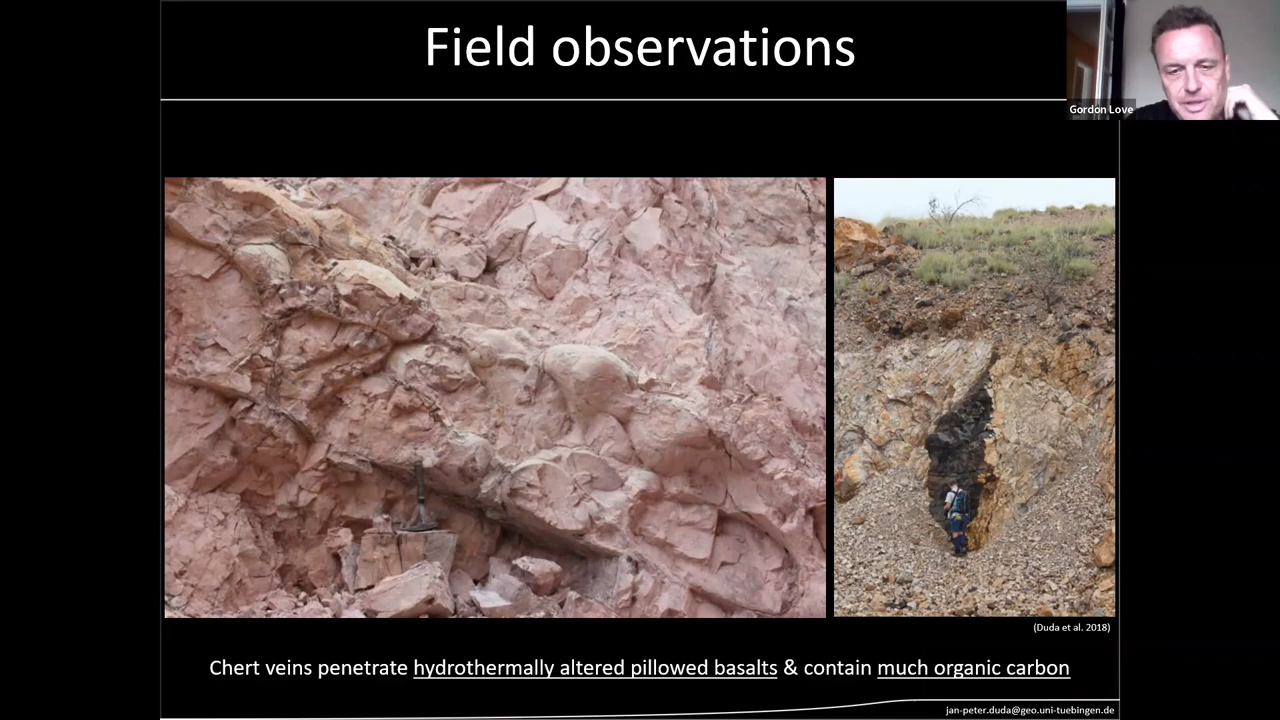 Field observations
Gordon Love
(Duda et al. 2018)
Chert veins penetrate hydrothermally altered pillowed basalts & contain much organic carbon
jan-peter.duda@geo.uni-tuebingen.de